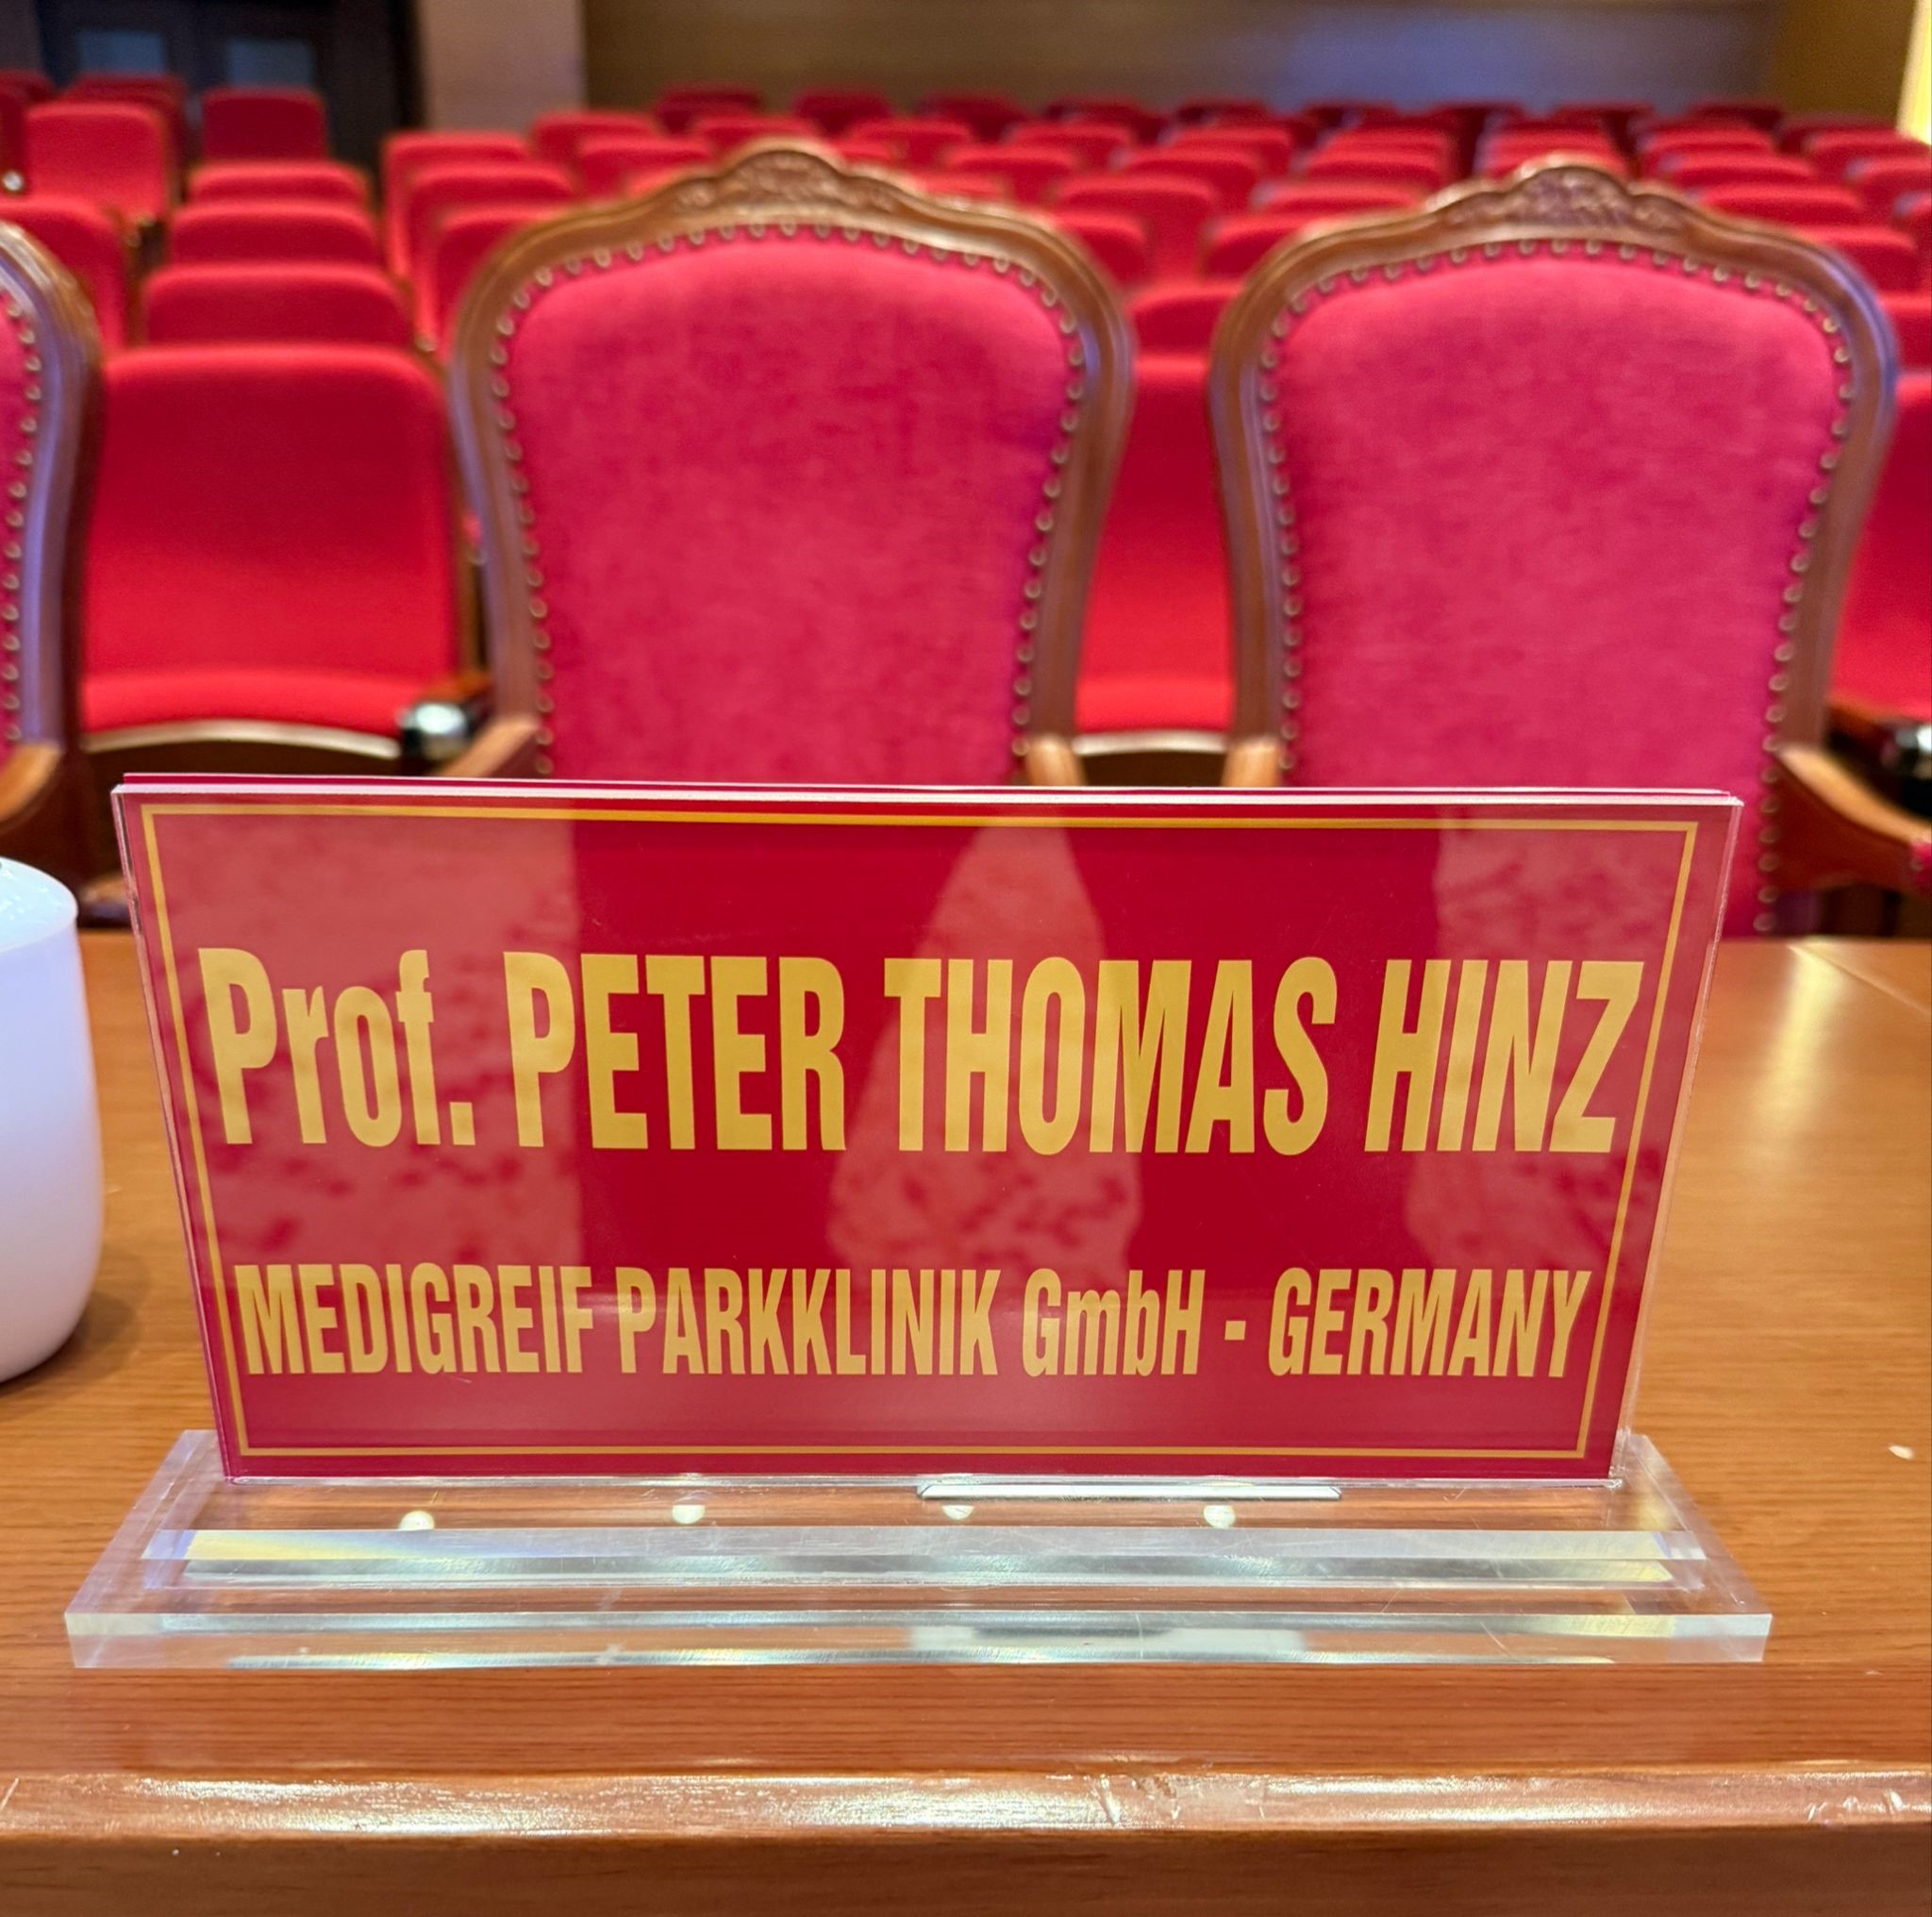 Prof. PETER THOMAS HINZ
MEDIGREIF PARKKLINIK GmbH - GERMANY